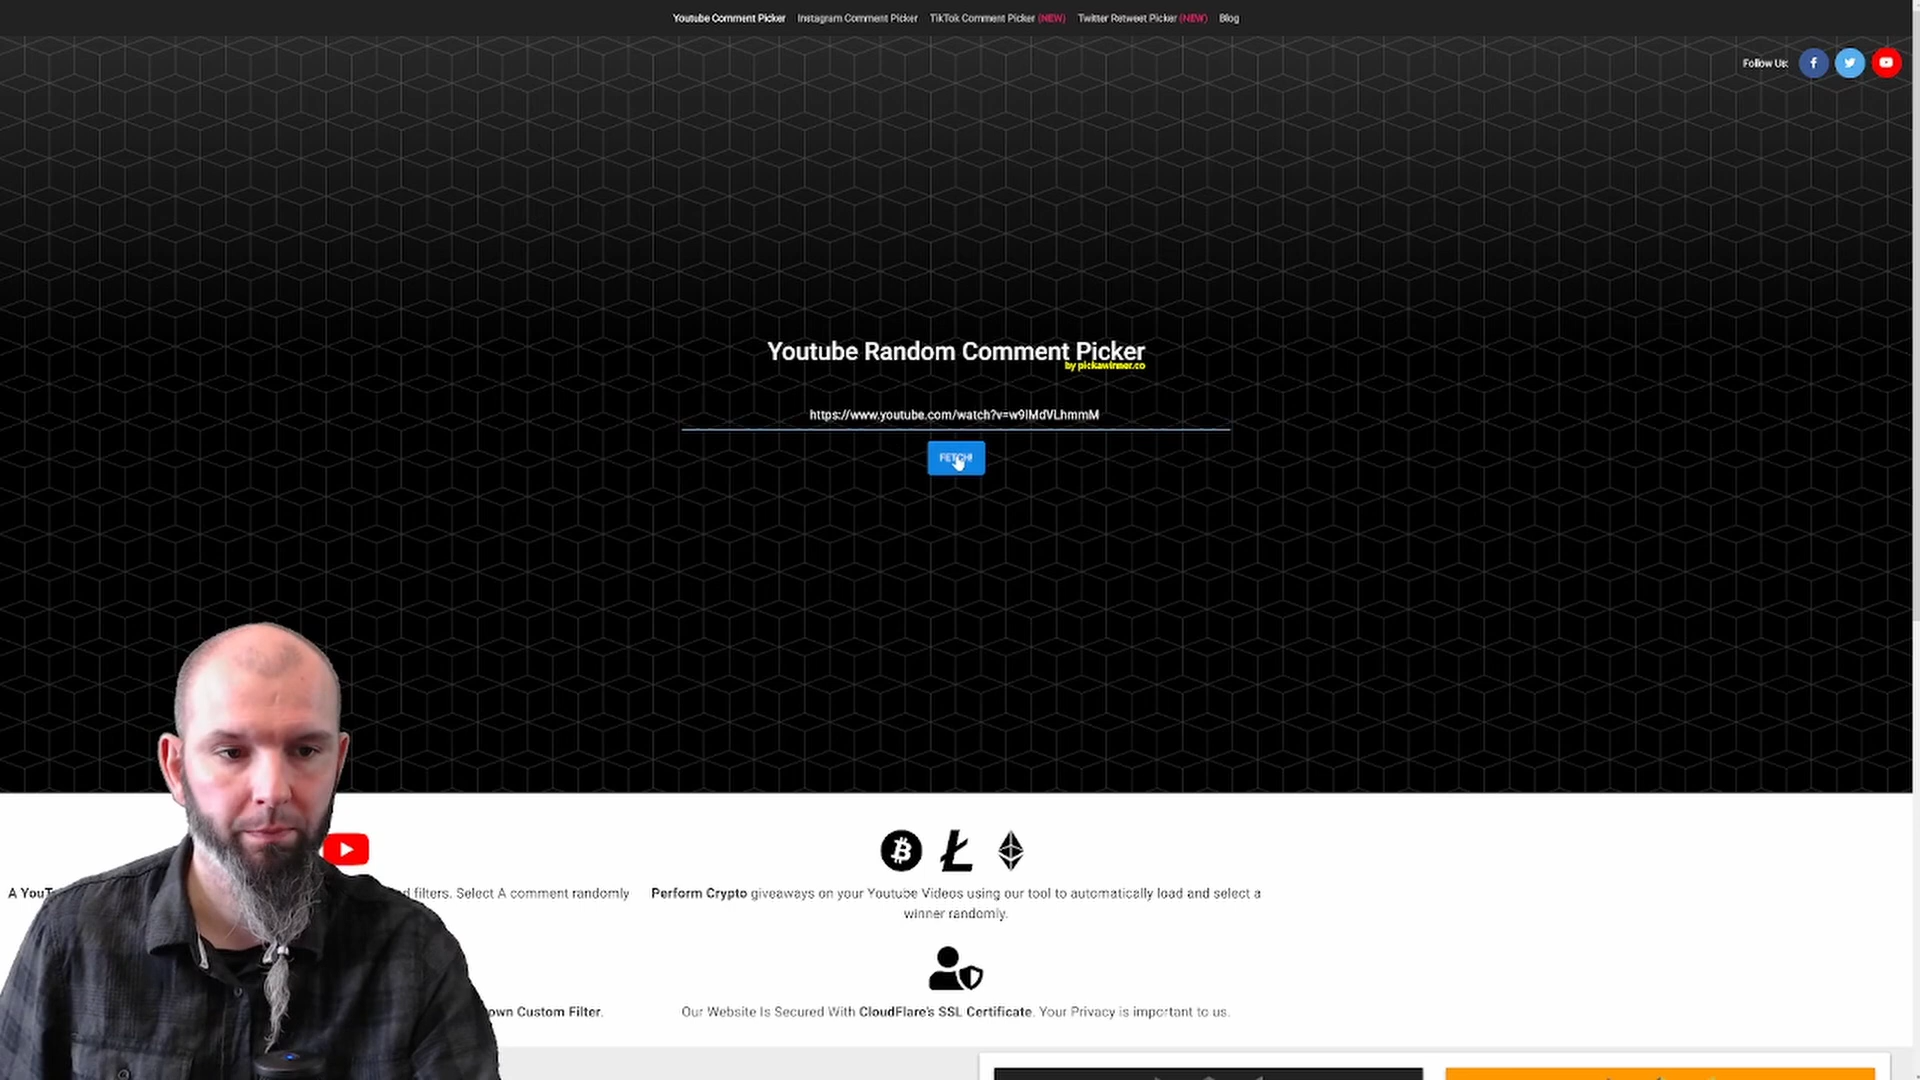 Youtube Comment Picker Instagram Comment Picker TikTok Comment Picker (NEW) Twitter Retweet Picker (NEW) Blog
Follow Us:
Youtube Random Comment Picker
by pickawinner.co
https://www.youtube.com/watch?v=w9lMdVLhmmM
FETCH!
A YouT
d filters. Select A comment randomly
Perform Crypto giveaways on your Youtube Videos using our tool to automatically load and select a
winner randomly.
own Custom Filter.
Our Website Is Secured With CloudFlare's SSL Certificate. Your Privacy is important to us.